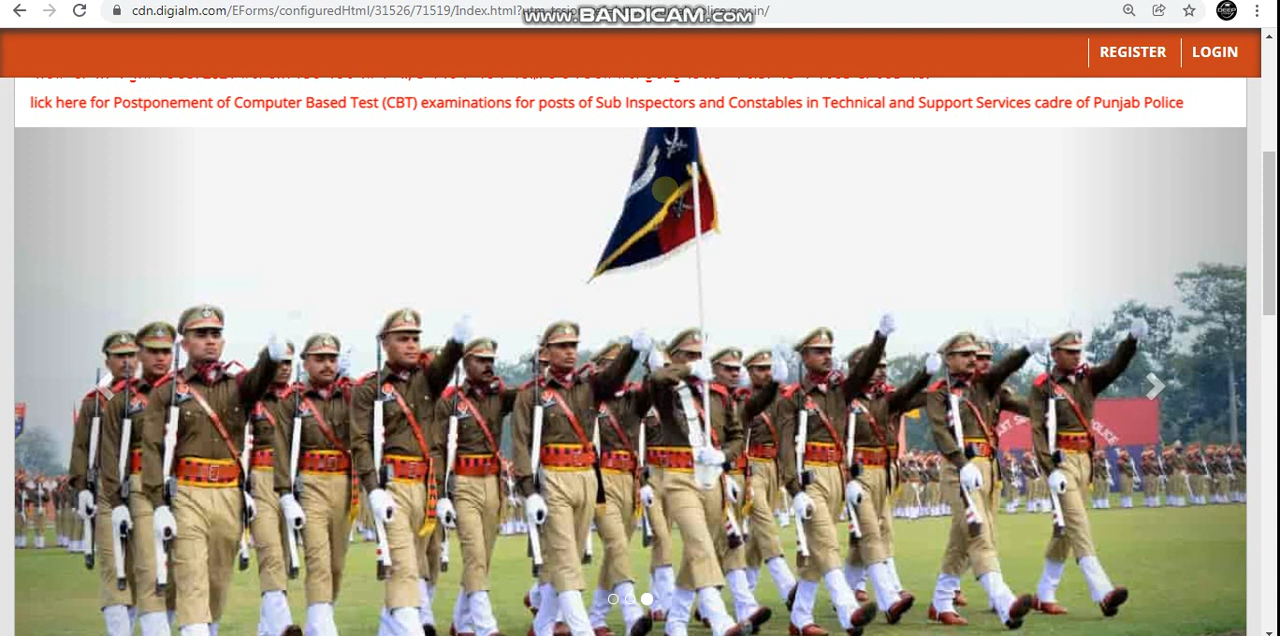 cdn.digialm.com/EForms/configuredHtml/31526/71519/Index.html?
www.BANDICAM.com
REGISTER
LOGIN
lick here for Postponement of Computer Based Test (CBT) examinations for posts of Sub Inspectors and Constables in Technical and Support Services cadre of Punjab Police